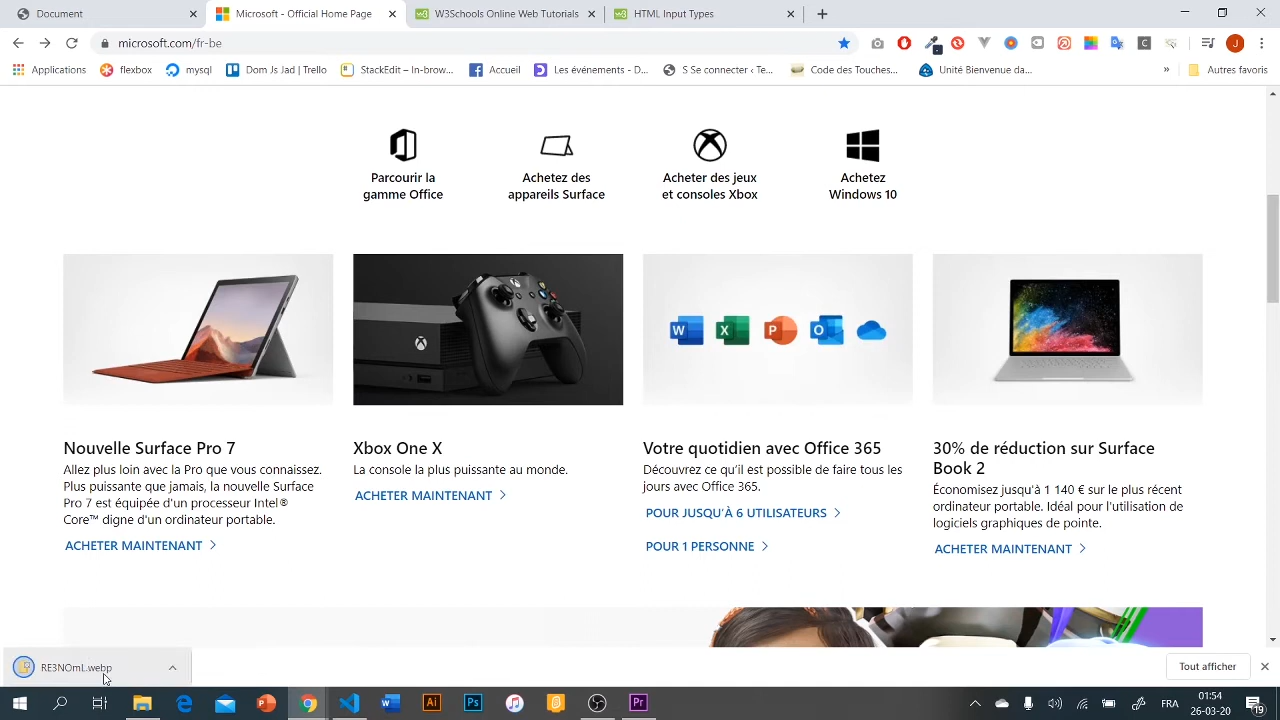 Document
Microsoft - Official Home Page
W3Schools Online Web Tutorials
HTML Input Types
microsoft.com/fr-be
J
Applications
flexbox
mysql
Dom Js Jad | Trello
StackEdit – In-brow...
Accueil
Les événements - D...
S Se connecter ‹ Te...
Code des Touches...
Unité Bienvenue da...
»
Autres favoris
Parcourir la
gamme Office
Achetez des
appareils Surface
Acheter des jeux
et consoles Xbox
Achetez
Windows 10
W X P O
Nouvelle Surface Pro 7
Allez plus loin avec la Pro que vous connaissez.
Plus puissante que jamais, la nouvelle Surface
Pro 7 est équipée d'un processeur Intel®
Core™ digne d'un ordinateur portable.
ACHETER MAINTENANT
Xbox One X
La console la plus puissante au monde.
ACHETER MAINTENANT
Votre quotidien avec Office 365
Découvrez ce qu'il est possible de faire tous les
jours avec Office 365.
POUR JUSQU'À 6 UTILISATEURS
POUR 1 PERSONNE
30% de réduction sur Surface
Book 2
Économisez jusqu'à 1 140 € sur le plus récent
ordinateur portable. Idéal pour l'utilisation de
logiciels graphiques de pointe.
ACHETER MAINTENANT
RE3NOmL.webp
Tout afficher
Ai
Ps
Pr
FRA
01:54
26-03-20
19